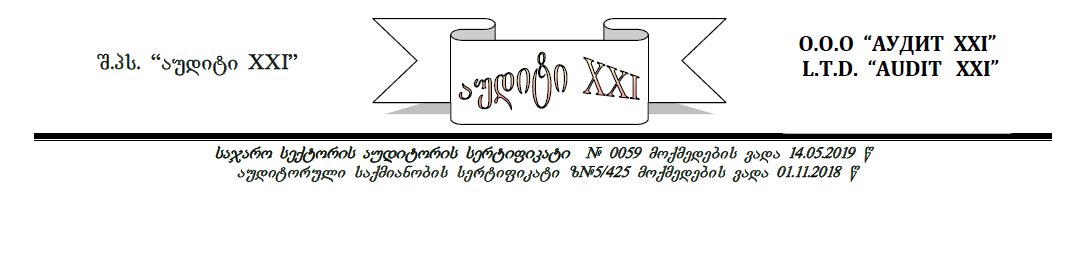 შ.პს. “აუდიტი XXI”
აუდიტი XXI
О.О.О “АУДИТ XXI”
L.T.D. “AUDIT XXI”
საჯარო სექტორის აუდიტორის სერტიფიკატი № 0059 მოქმედების ვადა 14.05.2019 წ
აუდიტორული საქმიანობის სერტიფიკატი ზ№5/425 მოქმედების ვადა 01.11.2018 წ